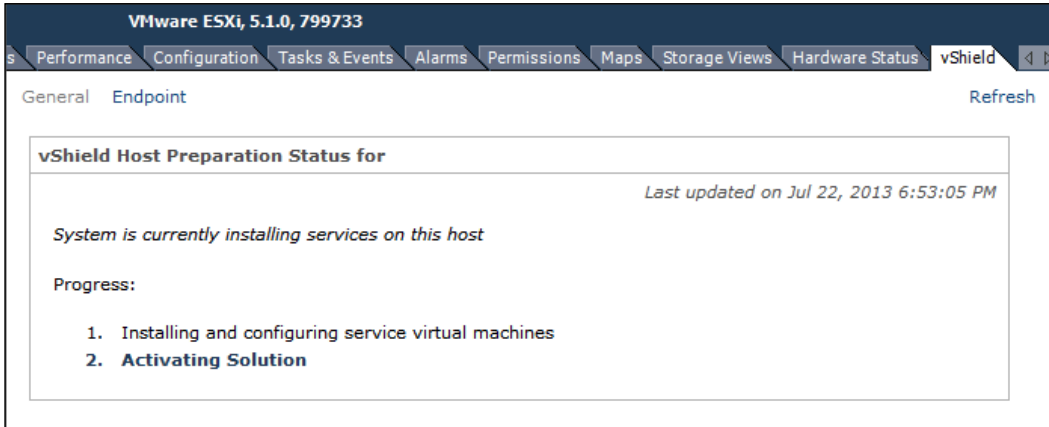 VMware ESXi, 5.1.0, 799733
s Performance Configuration Tasks & Events Alarms Permissions Maps Storage Views Hardware Status vShield
General Endpoint Refresh
vShield Host Preparation Status for
Last updated on Jul 22, 2013 6:53:05 PM
System is currently installing services on this host
Progress:
1. Installing and configuring service virtual machines
2. Activating Solution